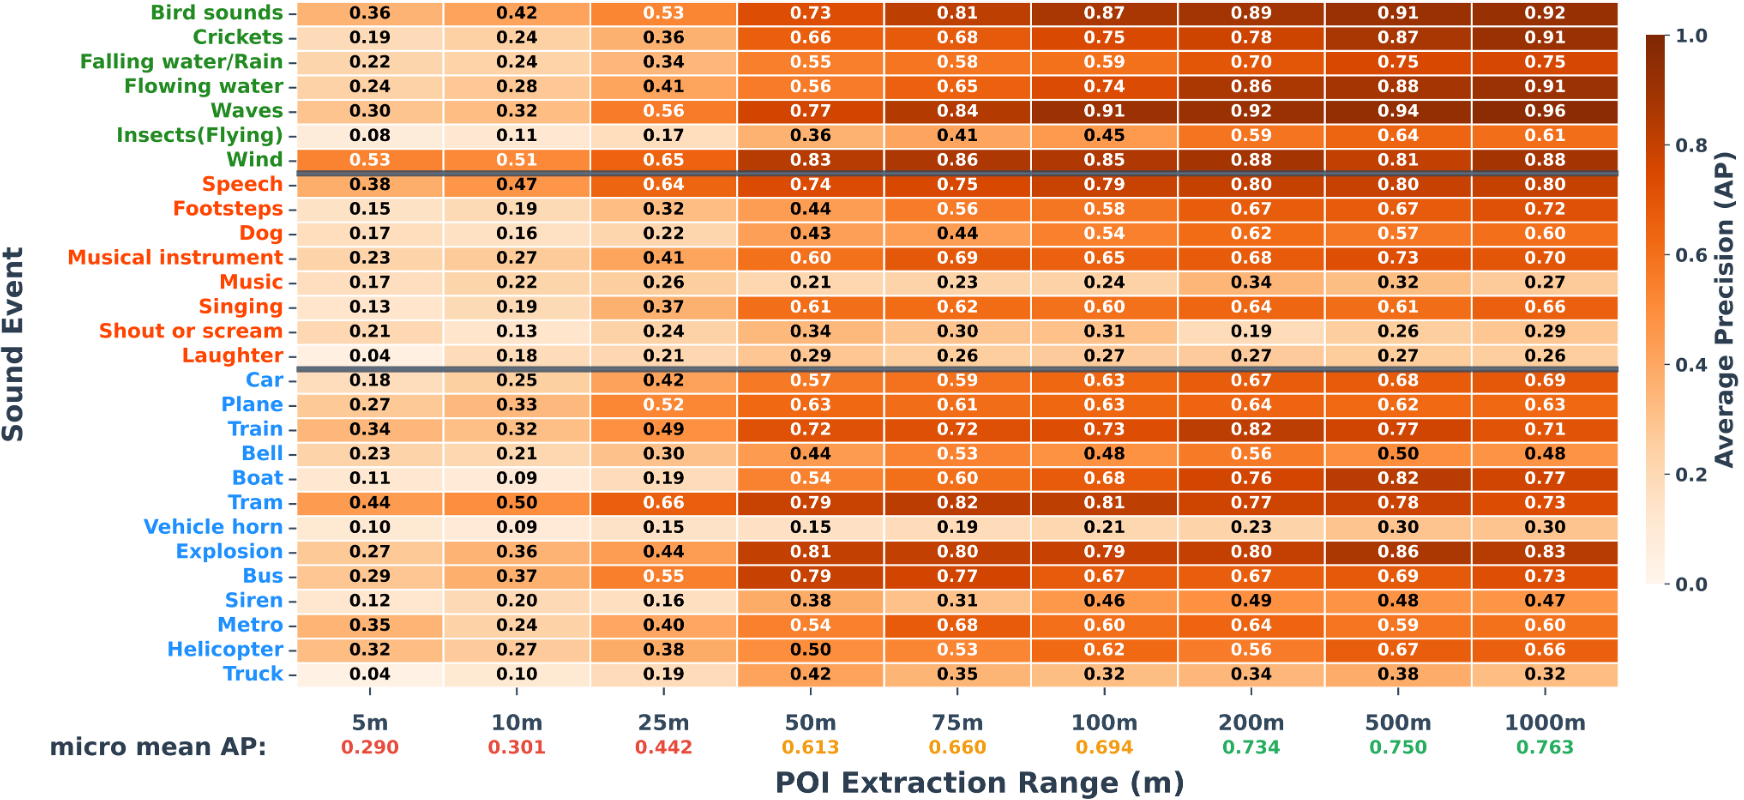 Bird sounds 0.36 0.42 0.53 0.73 0.81 0.87 0.89 0.91 0.92
Crickets 0.19 0.24 0.36 0.66 0.68 0.75 0.78 0.87 0.91
Falling water/Rain 0.22 0.24 0.34 0.55 0.58 0.59 0.70 0.75 0.75
Flowing water 0.24 0.28 0.41 0.56 0.65 0.74 0.86 0.88 0.91
Waves 0.30 0.32 0.56 0.77 0.84 0.91 0.92 0.94 0.96
Insects(Flying) 0.08 0.11 0.17 0.36 0.41 0.45 0.59 0.64 0.61
Wind 0.53 0.51 0.65 0.83 0.86 0.85 0.88 0.81 0.88
Speech 0.38 0.47 0.64 0.74 0.75 0.79 0.80 0.80 0.80
Footsteps 0.15 0.19 0.32 0.44 0.56 0.58 0.67 0.67 0.72
Dog 0.17 0.16 0.22 0.43 0.44 0.54 0.62 0.57 0.60
Musical instrument 0.23 0.27 0.41 0.60 0.69 0.65 0.68 0.73 0.70
Music 0.17 0.22 0.26 0.21 0.23 0.24 0.34 0.32 0.27
Singing 0.13 0.19 0.37 0.61 0.62 0.60 0.64 0.61 0.66
Shout or scream 0.21 0.13 0.24 0.34 0.30 0.31 0.19 0.26 0.29
Laughter 0.04 0.18 0.21 0.29 0.26 0.27 0.27 0.27 0.26
Car 0.18 0.25 0.42 0.57 0.59 0.63 0.67 0.68 0.69
Plane 0.27 0.33 0.52 0.63 0.61 0.63 0.64 0.62 0.63
Train 0.34 0.32 0.49 0.72 0.72 0.73 0.82 0.77 0.71
Bell 0.23 0.21 0.30 0.44 0.53 0.48 0.56 0.50 0.48
Boat 0.11 0.09 0.19 0.54 0.60 0.68 0.76 0.82 0.77
Tram 0.44 0.50 0.66 0.79 0.82 0.81 0.77 0.78 0.73
Vehicle horn 0.10 0.09 0.15 0.15 0.19 0.21 0.23 0.30 0.30
Explosion 0.27 0.36 0.44 0.81 0.80 0.79 0.80 0.86 0.83
Bus 0.29 0.37 0.55 0.79 0.77 0.67 0.67 0.69 0.73
Siren 0.12 0.20 0.16 0.38 0.31 0.46 0.49 0.48 0.47
Metro 0.35 0.24 0.40 0.54 0.68 0.60 0.64 0.59 0.60
Helicopter 0.32 0.27 0.38 0.50 0.53 0.62 0.56 0.67 0.66
Truck 0.04 0.10 0.19 0.42 0.35 0.32 0.34 0.38 0.32
5m 10m 25m 50m 75m 100m 200m 500m 1000m
micro mean AP: 0.290 0.301 0.442 0.613 0.660 0.694 0.734 0.750 0.763
POI Extraction Range (m)
Sound Event
1.0
0.8
0.6
0.4
0.2
0.0
Average Precision (AP)